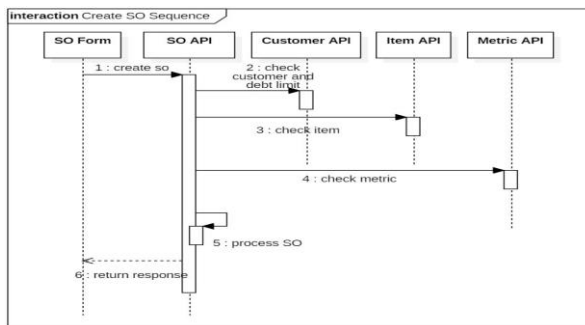 interaction Create SO Sequence
SO Form
SO API
Customer API
Item API
Metric API
1 : create so
2 : check
customer and
debt limit
3 : check item
4 : check metric
5 : process SO
6 : return response